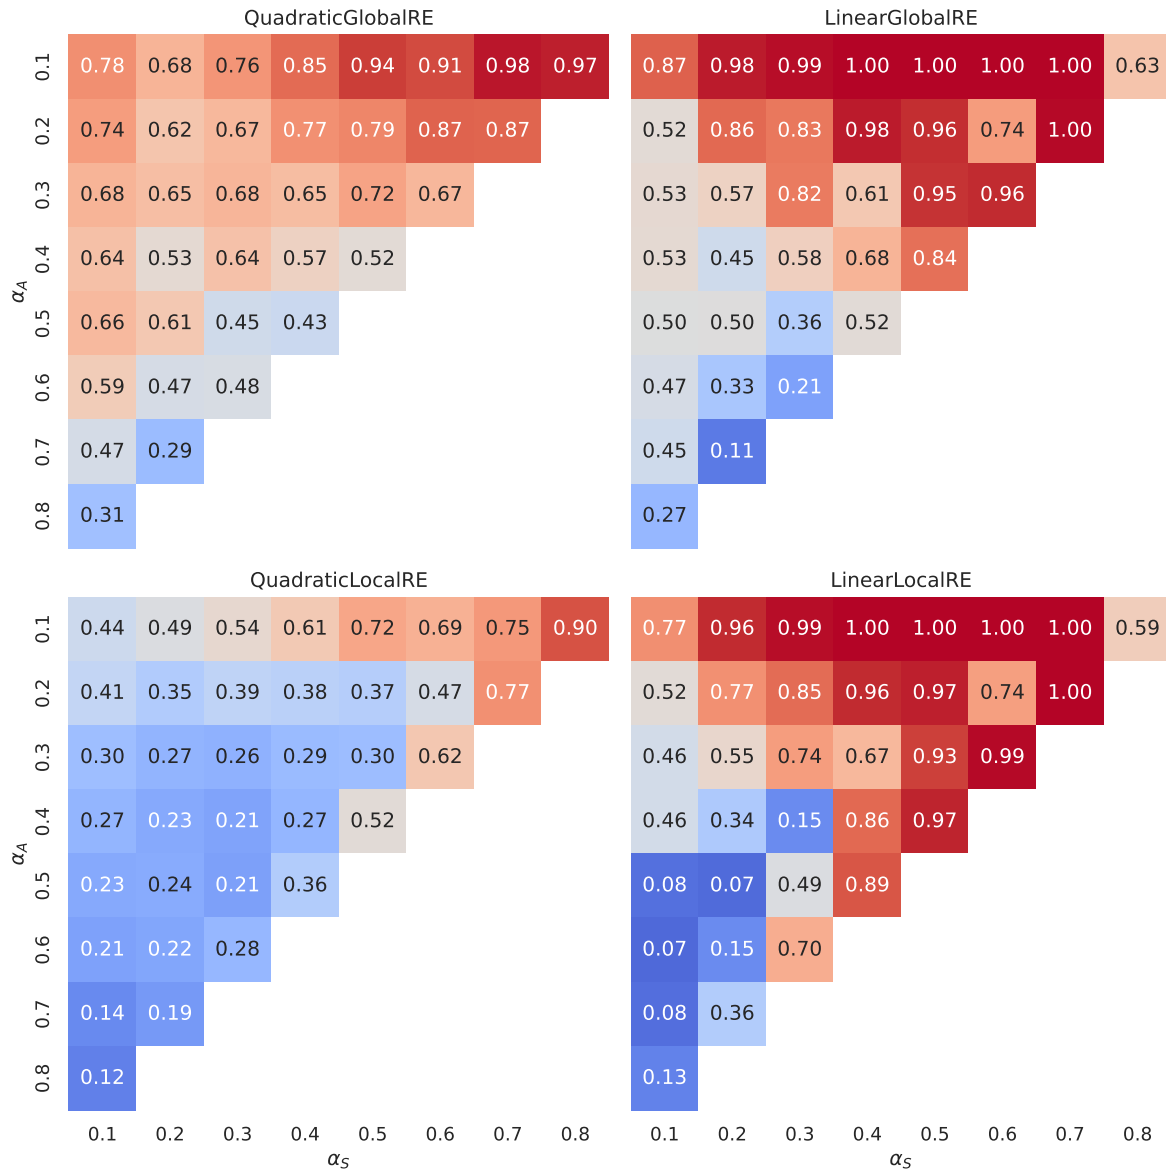 QuadraticGlobalRE
LinearGlobalRE
0.1 0.78 0.68 0.76 0.85 0.94 0.91 0.98 0.97 0.87 0.98 0.99 1.00 1.00 1.00 1.00 0.63
0.2 0.74 0.62 0.67 0.77 0.79 0.87 0.87 0.52 0.86 0.83 0.98 0.96 0.74 1.00
0.3 0.68 0.65 0.68 0.65 0.72 0.67 0.53 0.57 0.82 0.61 0.95 0.96
0.4 0.64 0.53 0.64 0.57 0.52 0.53 0.45 0.58 0.68 0.84
α_A
0.5 0.66 0.61 0.45 0.43 0.50 0.50 0.36 0.52
0.6 0.59 0.47 0.48 0.47 0.33 0.21
0.7 0.47 0.29 0.45 0.11
0.8 0.31 0.27
QuadraticLocalRE
LinearLocalRE
0.1 0.44 0.49 0.54 0.61 0.72 0.69 0.75 0.90 0.77 0.96 0.99 1.00 1.00 1.00 1.00 0.59
0.2 0.41 0.35 0.39 0.38 0.37 0.47 0.77 0.52 0.77 0.85 0.96 0.97 0.74 1.00
0.3 0.30 0.27 0.26 0.29 0.30 0.62 0.46 0.55 0.74 0.67 0.93 0.99
0.4 0.27 0.23 0.21 0.27 0.52 0.46 0.34 0.15 0.86 0.97
α_A
0.5 0.23 0.24 0.21 0.36 0.08 0.07 0.49 0.89
0.6 0.21 0.22 0.28 0.07 0.15 0.70
0.7 0.14 0.19 0.08 0.36
0.8 0.12 0.13
0.1 0.2 0.3 0.4 0.5 0.6 0.7 0.8 0.1 0.2 0.3 0.4 0.5 0.6 0.7 0.8
α_S α_S